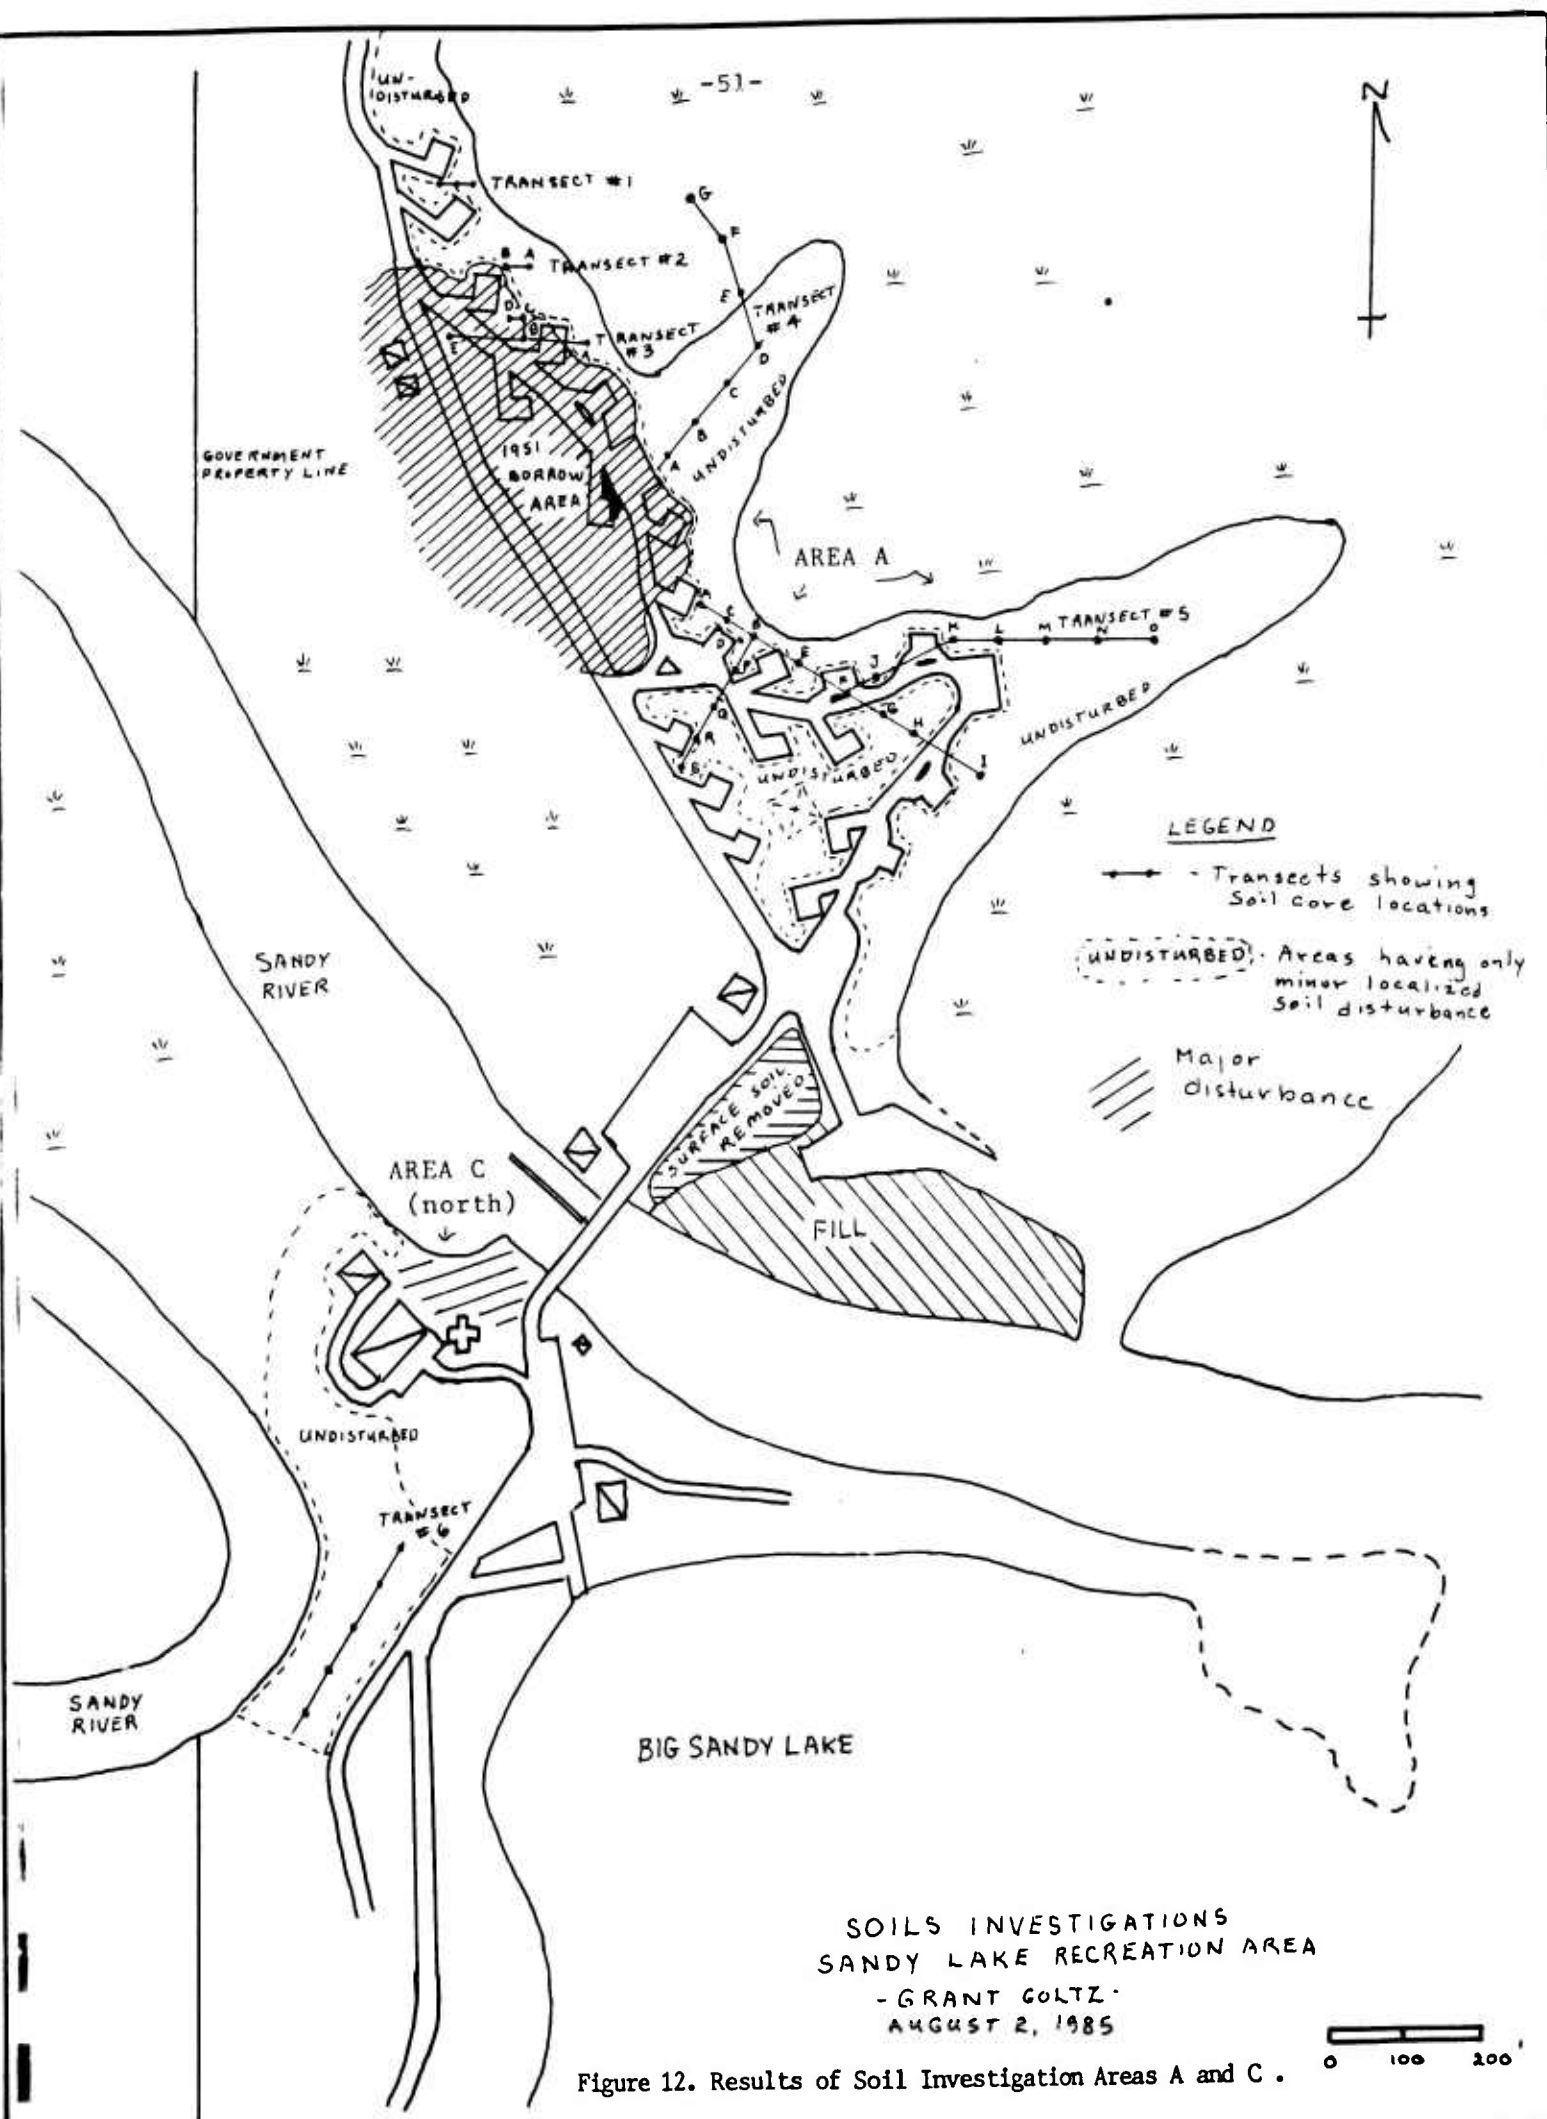 -51-
UN-
DISTURBED
N
TRANSECT #1
G
F
B A
TRANSECT #2
E
TRANSECT
#4
D C
B
E
A
TRANSECT
#3
D
C
B
A
UNDISTURBED
GOVERNMENT
PROPERTY LINE
1951
BORROW
AREA
AREA A
A
C
B
D
E
P
K
J
K
L
M
N
O
TRANSECT #5
Q
R
S
G
H
I
UNDISTURBED
UNDISTURBED
LEGEND
- Transects showing
Soil core locations
UNDISTURBED - Areas having only
minor localized
Soil disturbance
Major
disturbance
SANDY
RIVER
SURFACE SOIL
REMOVED
AREA C
(north)
FILL
UNDISTURBED
TRANSECT
#6
SANDY
RIVER
BIG SANDY LAKE
SOILS INVESTIGATIONS
SANDY LAKE RECREATION AREA
- GRANT GOLTZ -
AUGUST 2, 1985
0 100 200'
Figure 12. Results of Soil Investigation Areas A and C .